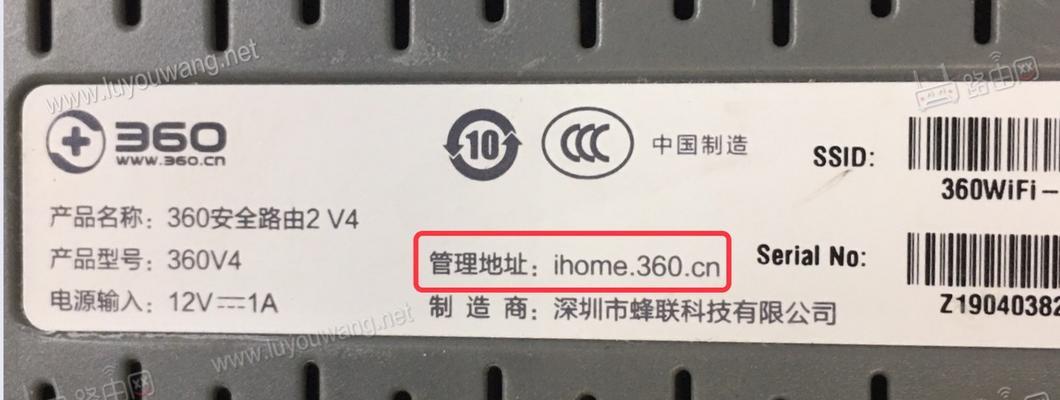 www.luyouwang.net
路由网
360
www.360.cn
10
CCC
中国制造
SSID:
360WiFi-
产品名称：360安全路由2 V4
产品型号：360V4
管理地址：ihome.360.cn
Serial No:
电源输入：12V⎓1A
制造商：深圳市蜂联科技有限公司
Z19040382
www.luyouwang.net
路由网